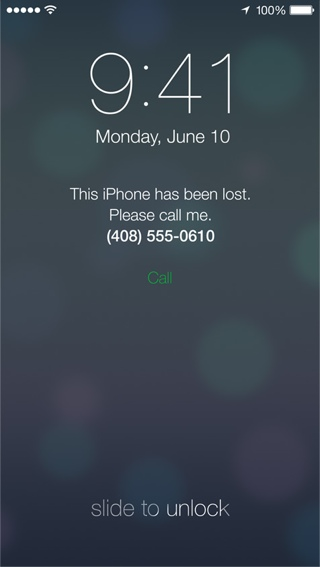 100%
9:41
Monday, June 10
This iPhone has been lost.
Please call me.
(408) 555-0610
Call
slide to unlock